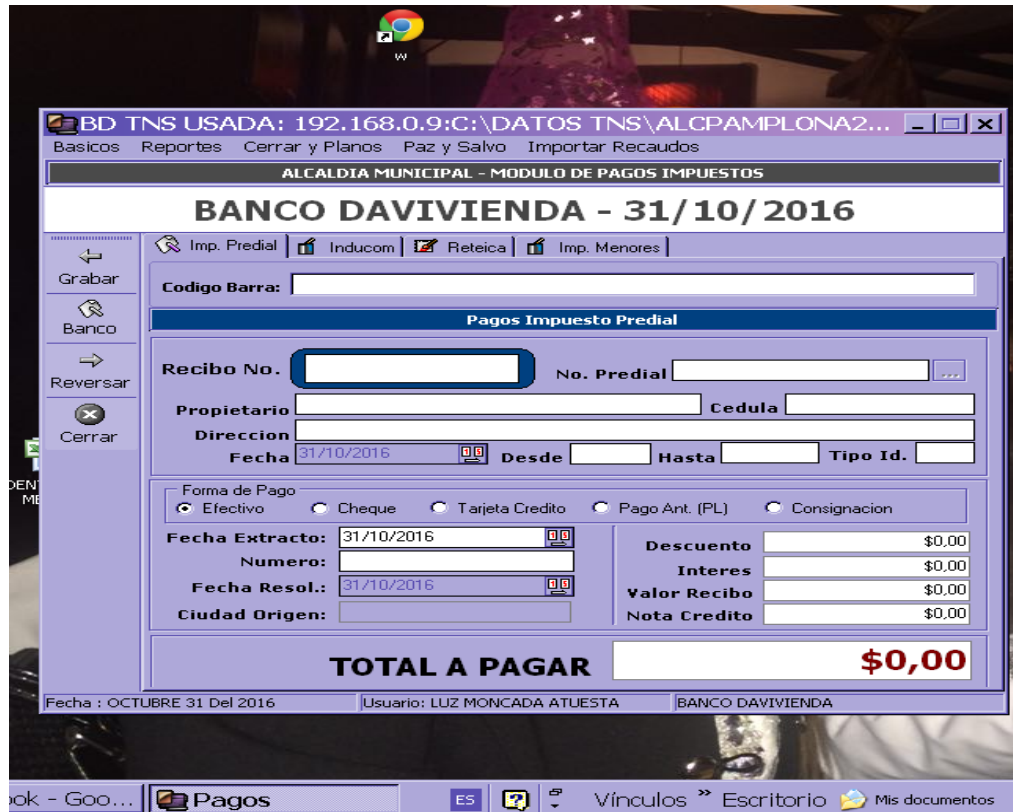 W
BD TNS USADA: 192.168.0.9:C:\DATOS TNS\ALCPAMPLONA2...
Basicos Reportes Cerrar y Planos Paz y Salvo Importar Recaudos
ALCALDIA MUNICIPAL - MODULO DE PAGOS IMPUESTOS
BANCO DAVIVIENDA - 31/10/2016
Imp. Predial Inducom Reteica Imp. Menores
Grabar
Banco
Reversar
Cerrar
Codigo Barra:
Pagos Impuesto Predial
Recibo No. No. Predial ...
Propietario Cedula
Direccion
Fecha 31/10/2016 Desde Hasta Tipo Id.
Forma de Pago
Efectivo Cheque Tarjeta Credito Pago Ant. (PL) Consignacion
Fecha Extracto: 31/10/2016
Numero:
Fecha Resol.: 31/10/2016
Ciudad Origen:
Descuento $0,00
Interes $0,00
Valor Recibo $0,00
Nota Credito $0,00
TOTAL A PAGAR $0,00
Fecha : OCTUBRE 31 Del 2016 Usuario: LUZ MONCADA ATUESTA BANCO DAVIVIENDA
ook - Goo... Pagos ES Vínculos » Escritorio Mis documentos